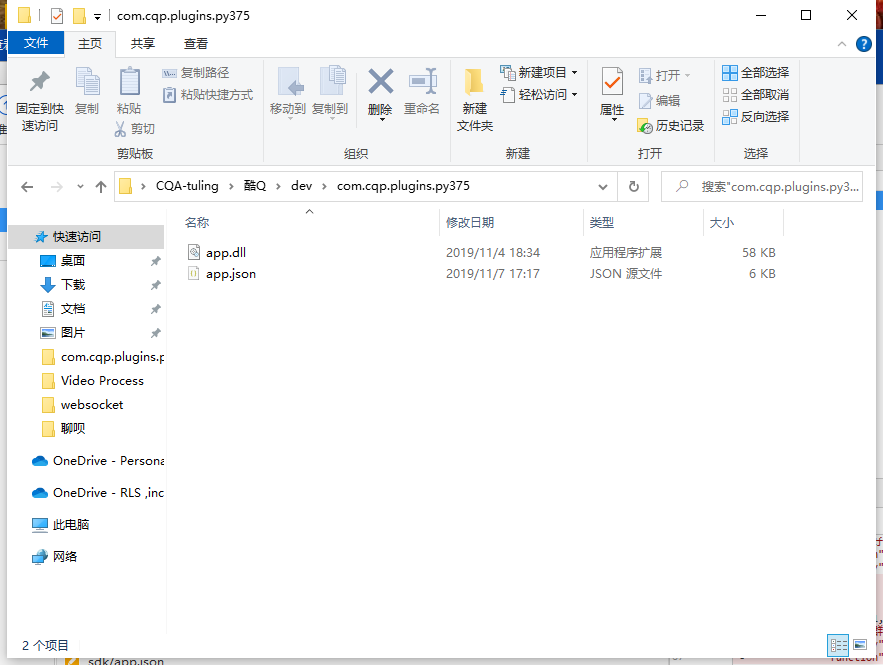 com.cqp.plugins.py375
文件 主页 共享 查看
固定到快速访问
复制
粘贴
复制路径
粘贴快捷方式
剪切
剪贴板
移动到
复制到
删除
重命名
组织
新建文件夹
新建项目
轻松访问
新建
属性
打开
编辑
历史记录
打开
全部选择
全部取消
反向选择
选择
CQA-tuling 酷Q dev com.cqp.plugins.py375
搜索"com.cqp.plugins.py3...
名称 修改日期 类型 大小
app.dll 2019/11/4 18:34 应用程序扩展 58 KB
app.json 2019/11/7 17:17 JSON 源文件 6 KB
快速访问
桌面
下载
文档
图片
com.cqp.plugins.p
Video Process
websocket
聊呗
OneDrive - Persona
OneDrive - RLS ,inc
此电脑
网络
2 个项目
sdk/app.json